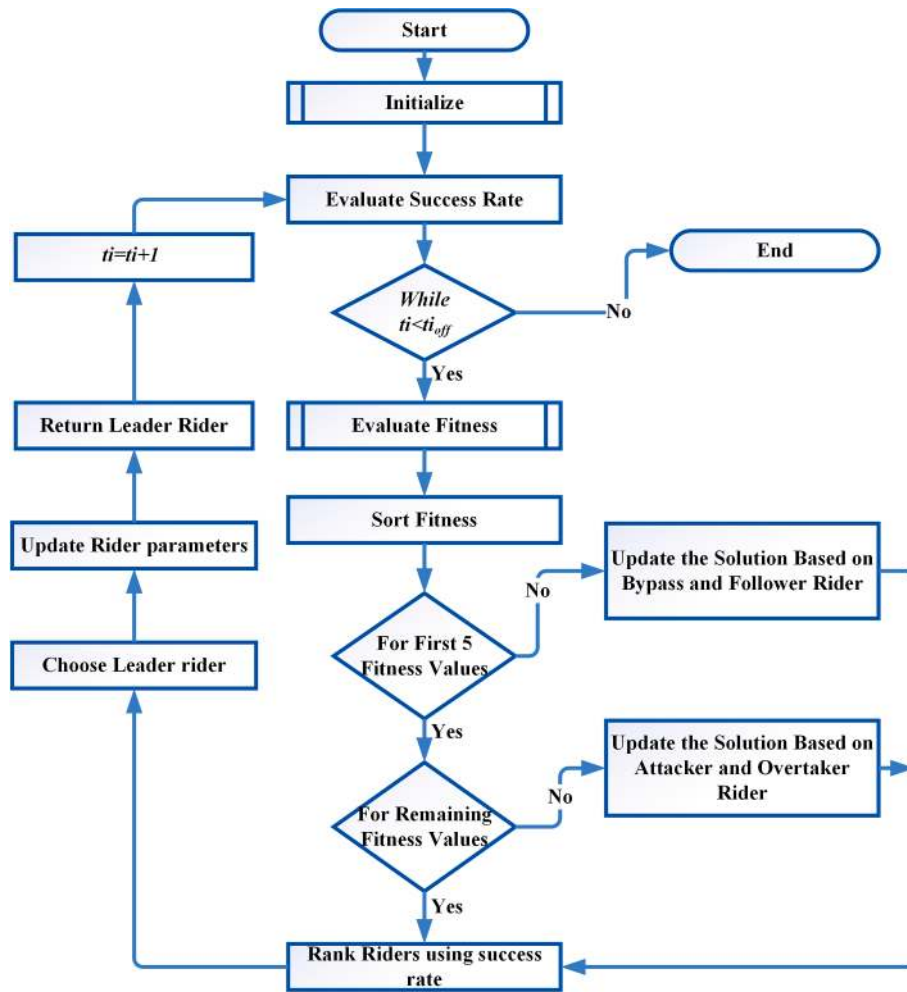 Start
Initialize
Evaluate Success Rate
ti=ti+1
End
While
ti<ti_off
No
Yes
Evaluate Fitness
Return Leader Rider
Sort Fitness
Update Rider parameters
Update the Solution Based on
Bypass and Follower Rider
No
For First 5
Fitness Values
Choose Leader rider
Yes
Update the Solution Based on
Attacker and Overtaker
Rider
No
For Remaining
Fitness Values
Yes
Rank Riders using success
rate